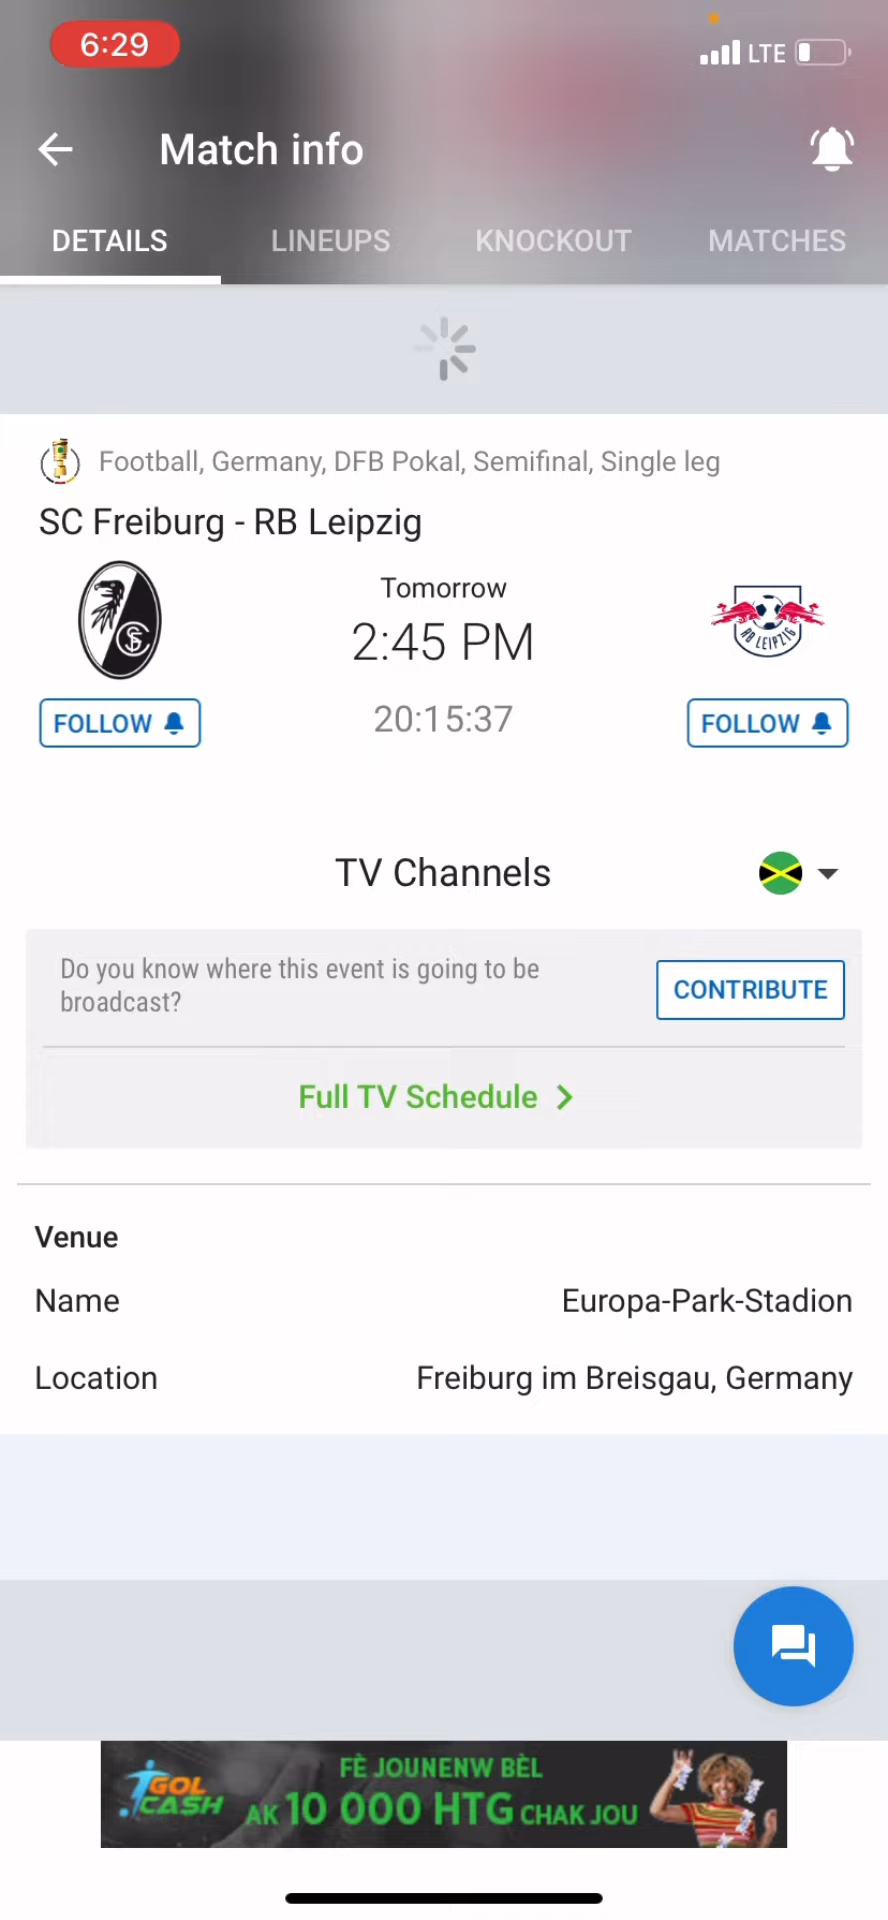 6:29
LTE
Match info
DETAILS
LINEUPS
KNOCKOUT
MATCHES
Football, Germany, DFB Pokal, Semifinal, Single leg
SC Freiburg - RB Leipzig
Tomorrow
2:45 PM
RB LEIPZIG
FOLLOW
20:15:37
FOLLOW
TV Channels
Do you know where this event is going to be
broadcast?
CONTRIBUTE
Full TV Schedule
Venue
Name
Europa-Park-Stadion
Location
Freiburg im Breisgau, Germany
GOL
CASH
FÈ JOUNENW BÈL
AK 10 000 HTG CHAK JOU